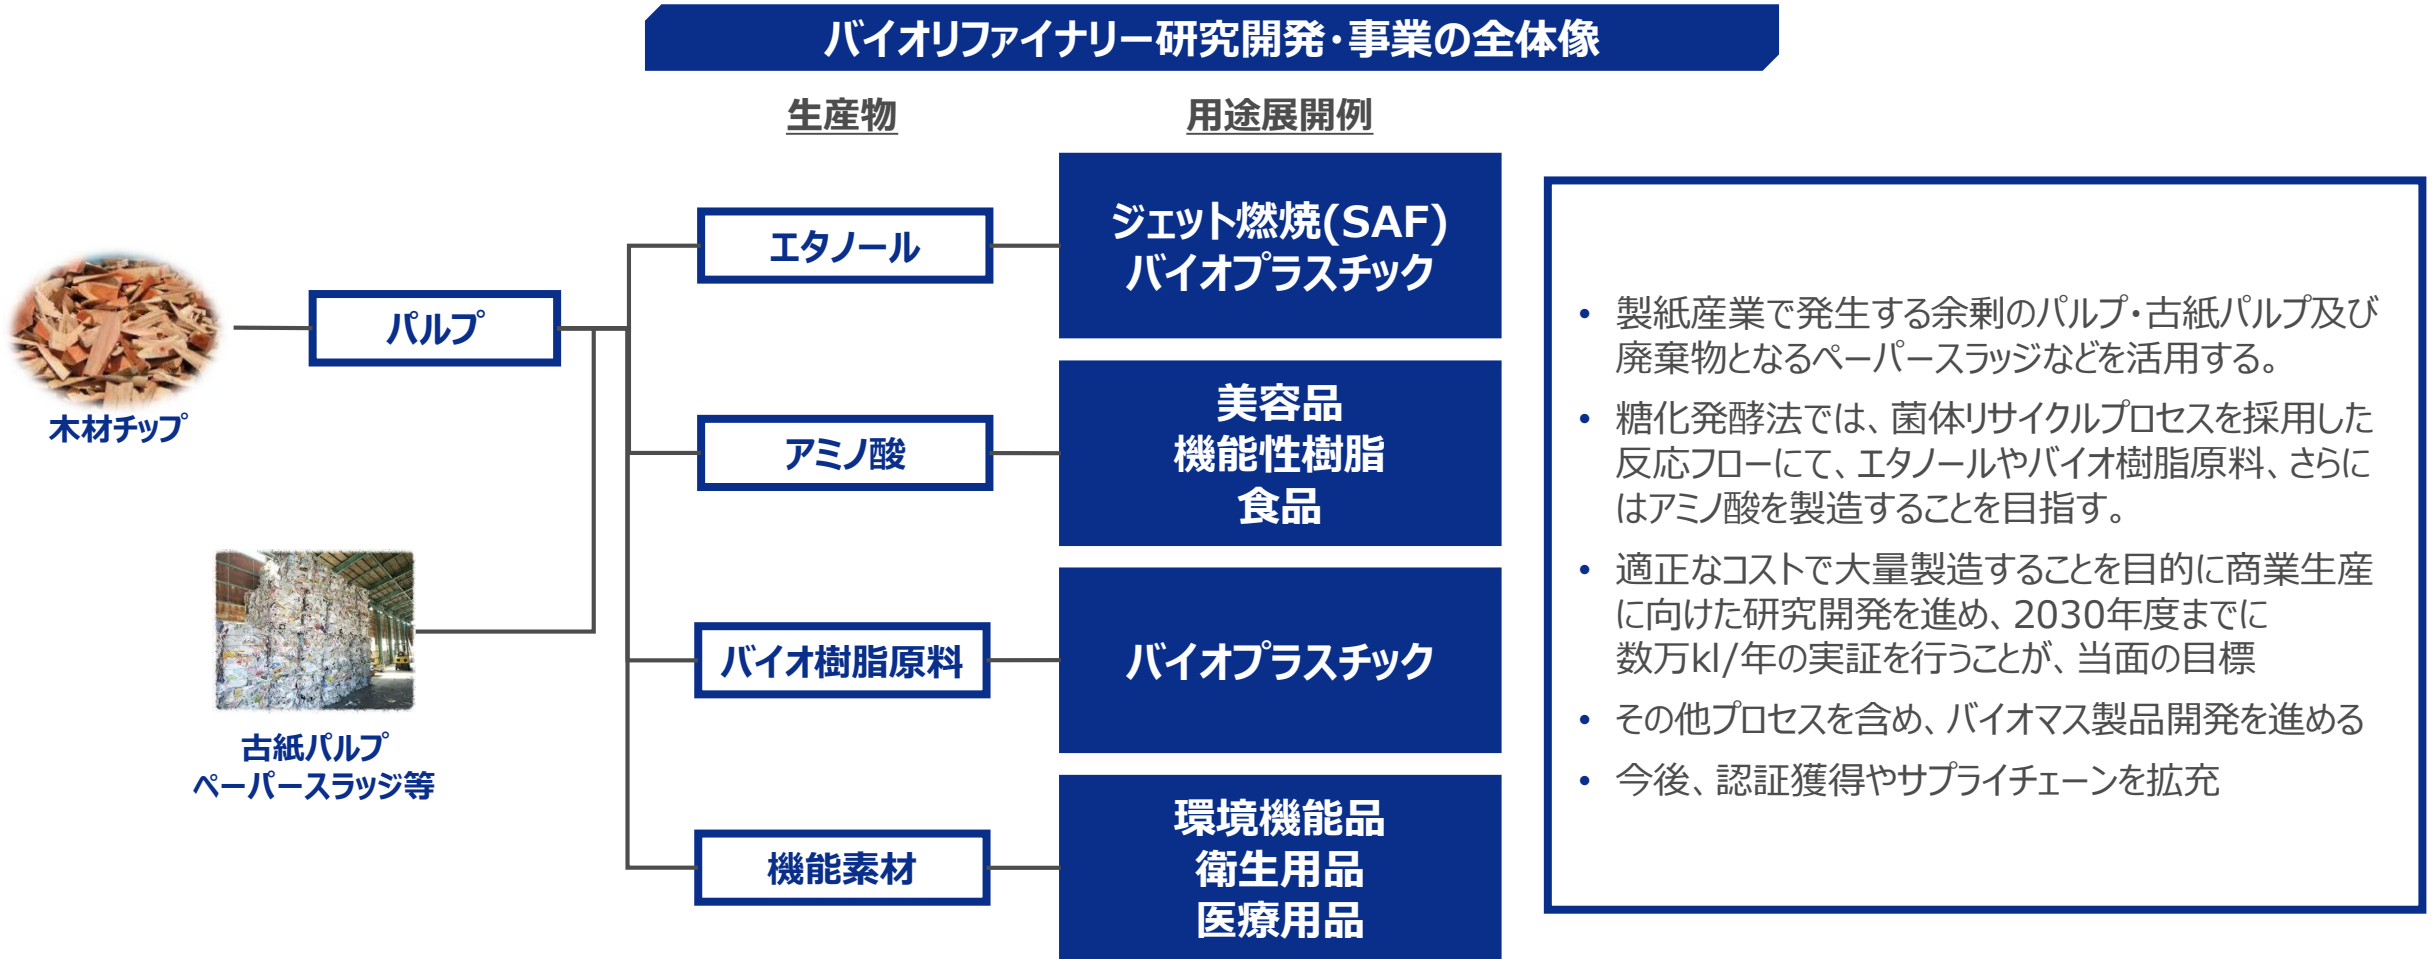 バイオリファイナリー研究開発・事業の全体像
生産物
用途展開例
木材チップ
パルプ
古紙パルプ
ペーパースラッジ等
エタノール
ジェット燃焼(SAF)
バイオプラスチック
アミノ酸
美容品
機能性樹脂
食品
バイオ樹脂原料
バイオプラスチック
機能素材
環境機能品
衛生用品
医療用品
• 製紙産業で発生する余剰のパルプ・古紙パルプ及び
廃棄物となるペーパースラッジなどを活用する。
• 糖化発酵法では、菌体リサイクルプロセスを採用した
反応フローにて、エタノールやバイオ樹脂原料、さらに
はアミノ酸を製造することを目指す。
• 適正なコストで大量製造することを目的に商業生産
に向けた研究開発を進め、2030年度までに
数万kl/年の実証を行うことが、当面の目標
• その他プロセスを含め、バイオマス製品開発を進める
• 今後、認証獲得やサプライチェーンを拡充